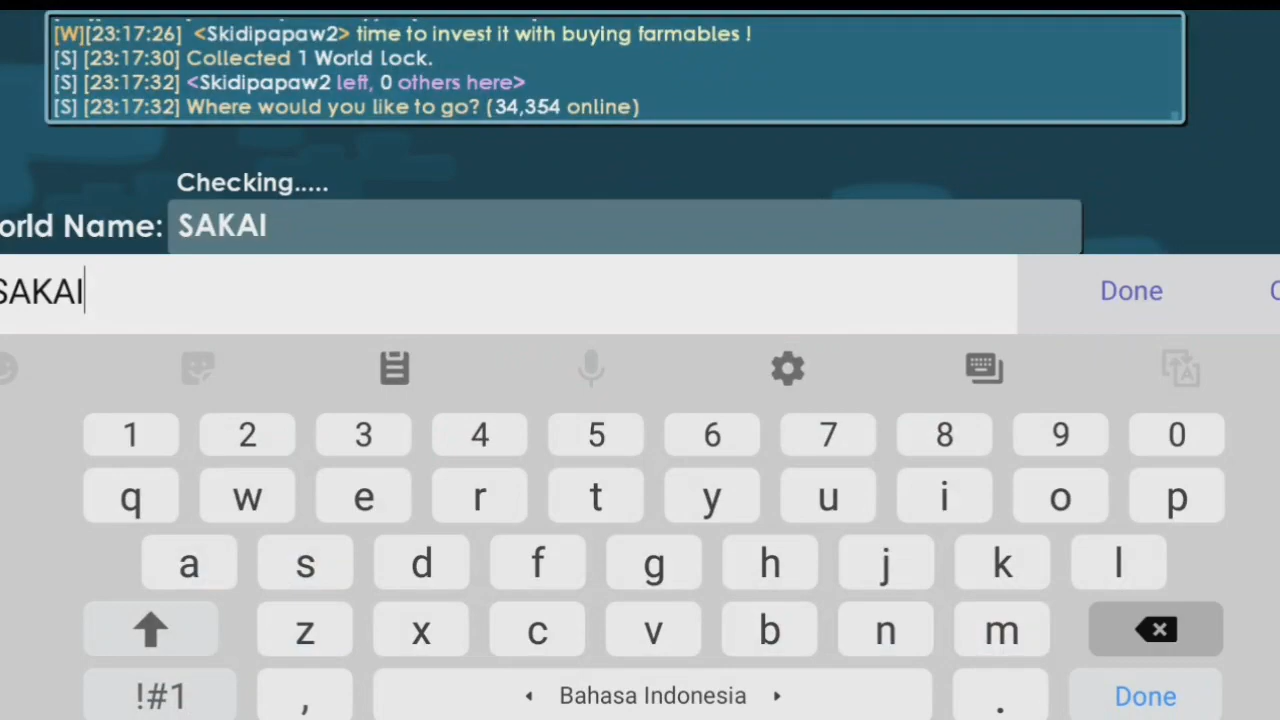 [W][23:17:26] <Skidipapaw2> time to invest it with buying farmables !
[S] [23:17:30] Collected 1 World Lock.
[S] [23:17:32] <Skidipapaw2 left, 0 others here>
[S] [23:17:32] Where would you like to go? (34,354 online)
Checking.....
orld Name: SAKAI
SAKAI Done
1 2 3 4 5 6 7 8 9 0
q w e r t y u i o p
a s d f g h j k l
z x c v b n m
!#1 , Bahasa Indonesia . Done